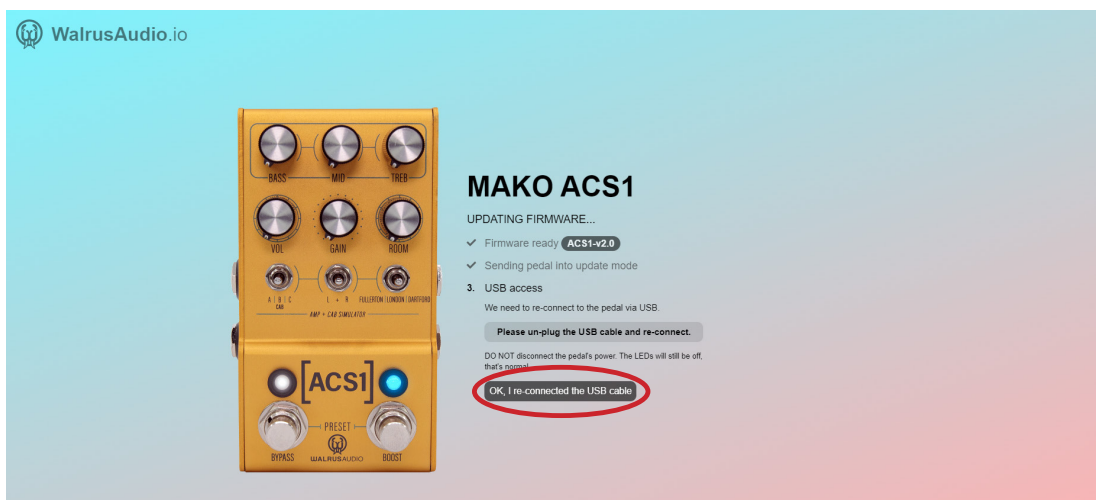 WalrusAudio.io
BASS MID TREB
VOL GAIN ROOM
A | B | C L + R FULLERTON | LONDON | DARTFORD
CAB
AMP + CAB SIMULATOR
[ACS1]
PRESET
BYPASS WALRUSAUDIO BOOST
MAKO ACS1
UPDATING FIRMWARE...
Firmware ready ACS1-v2.0
Sending pedal into update mode
3. USB access
We need to re-connect to the pedal via USB.
Please un-plug the USB cable and re-connect.
DO NOT disconnect the pedal's power. The LEDs will still be off,
that's normal.
OK, I re-connected the USB cable